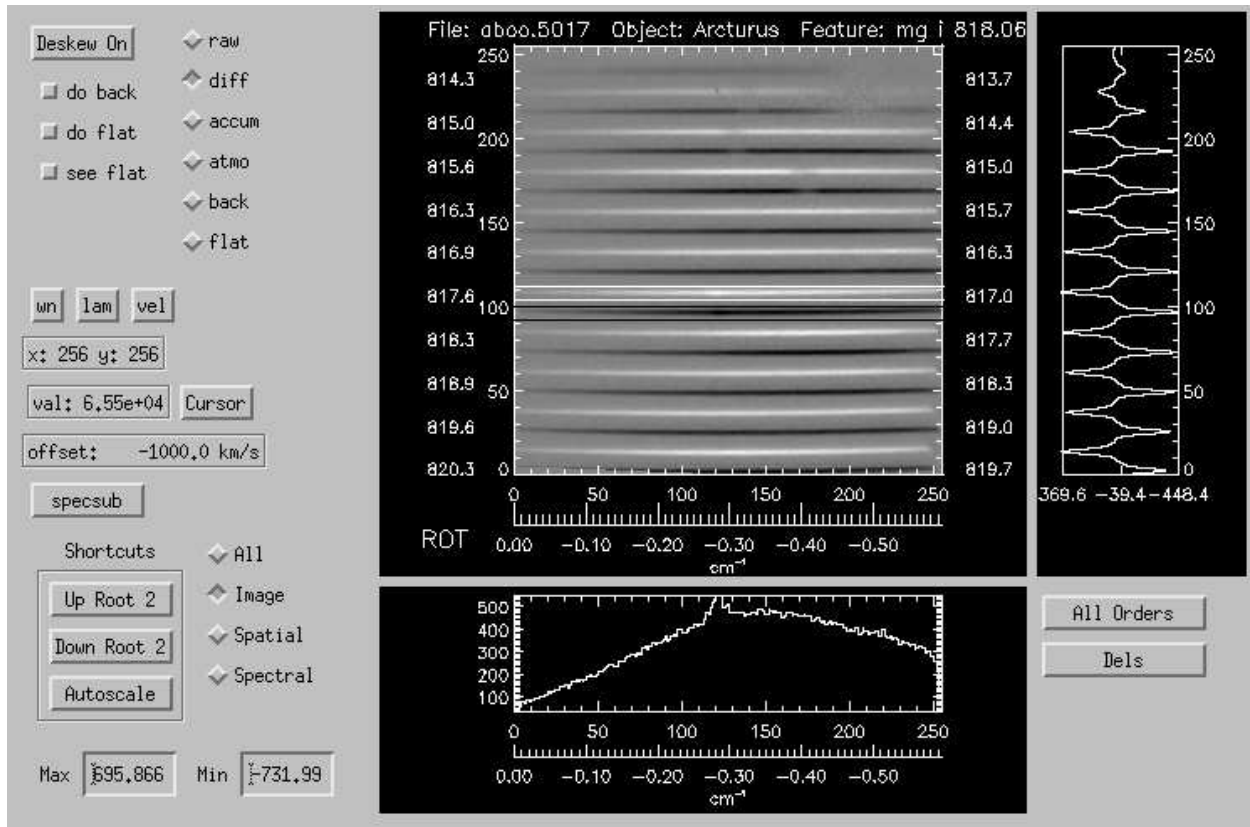 Deskew On
raw
diff
do back
accum
do flat
atmo
see flat
back
flat
wn lam vel
x: 256 y: 256
val: 6.55e+04 Cursor
offset: -1000.0 km/s
specsub
Shortcuts
All
Up Root 2
Image
Down Root 2
Spatial
Autoscale
Spectral
Max 695.866 Min -731.99
File: aboo.5017 Object: Arcturus Feature: mg i 818.06
250
814.3 813.7
815.0 814.4
200
815.6 815.0
816.3 815.7
150
816.9 816.3
817.6 817.0
100
818.3 817.7
818.9 818.3
50
819.6 819.0
820.3 0 819.7
0 50 100 150 200 250
ROT 0.00 -0.10 -0.20 -0.30 -0.40 -0.50
cm⁻¹
250
200
150
100
50
0
369.6 -39.4 -448.4
500
400
300
200
100
0 50 100 150 200 250
0.00 -0.10 -0.20 -0.30 -0.40 -0.50
cm⁻¹
All Orders
Dels